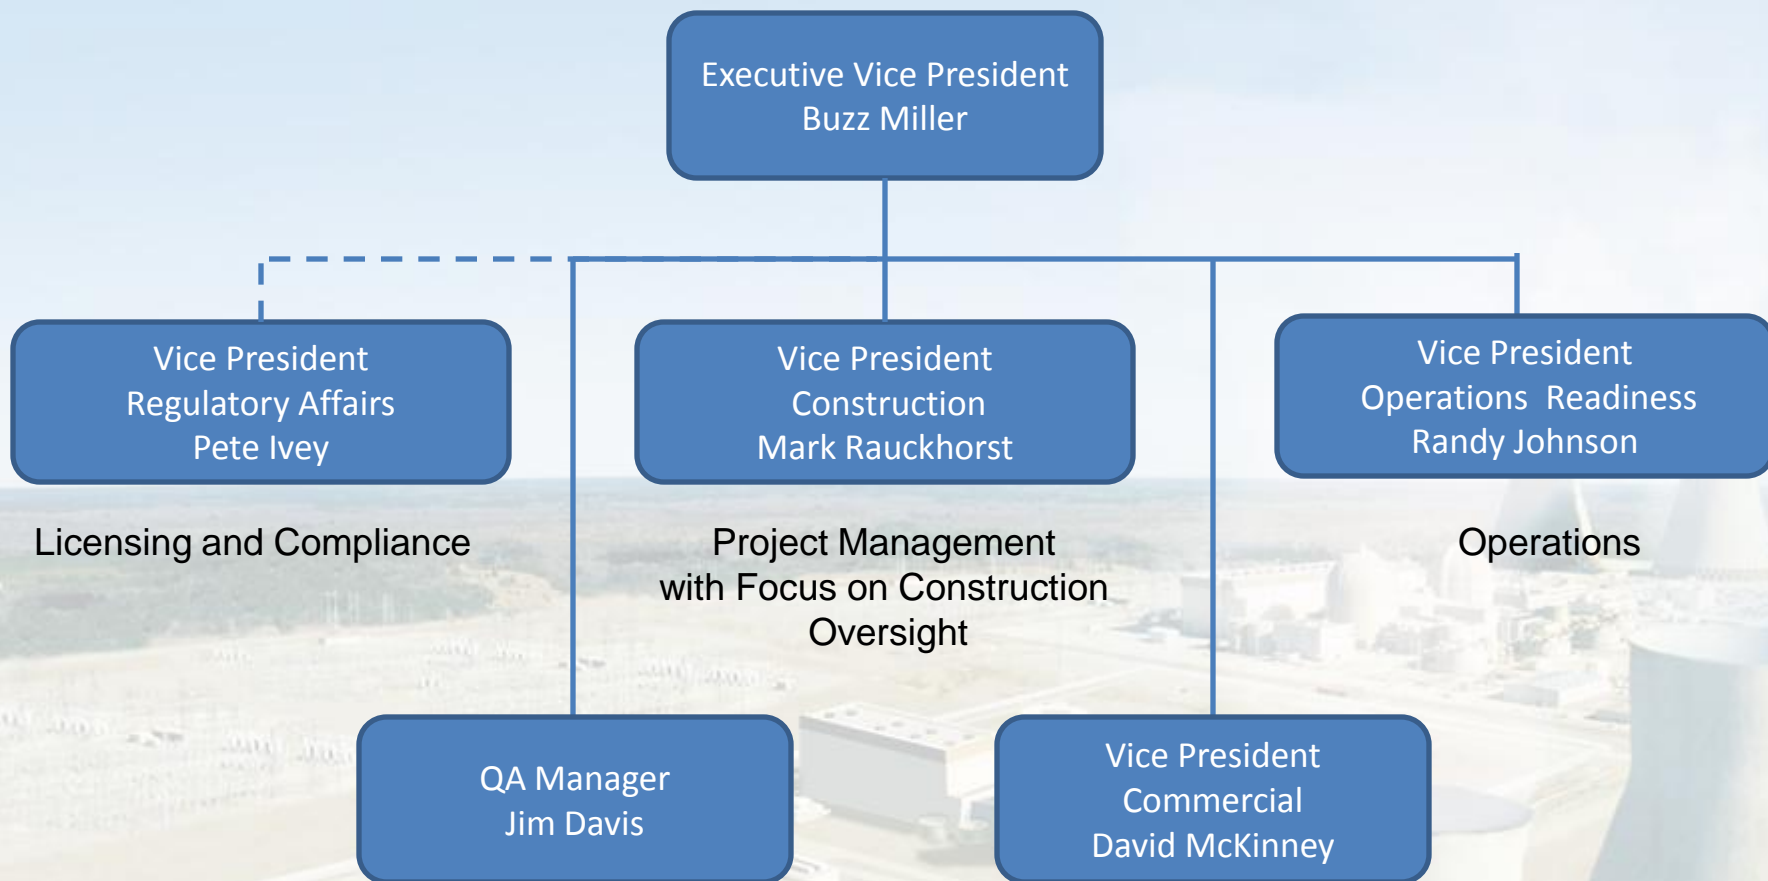 Executive Vice President
Buzz Miller
Vice President
Regulatory Affairs
Pete Ivey
Vice President
Construction
Mark Rauckhorst
Vice President
Operations  Readiness
Randy Johnson
Licensing and Compliance
Project Management
with Focus on Construction
Oversight
Operations
QA Manager
Jim Davis
Vice President
Commercial
David McKinney